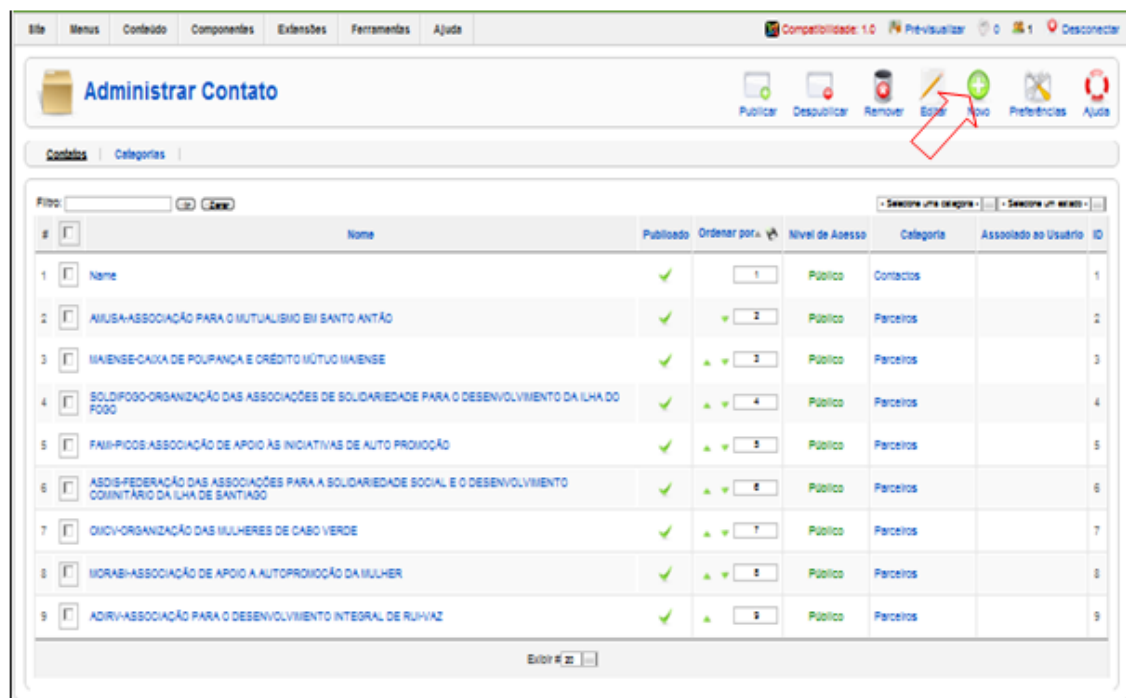 Site Menus Conteúdo Componentes Extensões Ferramentas Ajuda Compatibilidade: 1.0 Pré-visualizar 0 1 Desconectar
Administrar Contato
Publicar Despublicar Remover Editar Novo Preferências Ajuda
Contatos Categorias
Filtro: Ir Zerar - Selecione uma categoria - ... - Selecione um estado - ...
# Nome Publicado Ordenar por Nível de Acesso Categoria Associado ao Usuário ID
1 Name 1 Público Contactos 1
2 AMUSA-ASSOCIAÇÃO PARA O MUTUALISMO EM SANTO ANTÃO 2 Público Parceiros 2
3 MAIENSE-CAIXA DE POUPANÇA E CRÉDITO MÚTUO MAIENSE 3 Público Parceiros 3
4 SOLDIFOGO-ORGANIZAÇÃO DAS ASSOCIAÇÕES DE SOLIDARIEDADE PARA O DESENVOLVIMENTO DA ILHA DO
FOGO 4 Público Parceiros 4
5 FAMI-PICOS:ASSOCIAÇÃO DE APOIO ÀS INICIATIVAS DE AUTO PROMOÇÃO 5 Público Parceiros 5
6 ASDIS-FEDERAÇÃO DAS ASSOCIAÇÕES PARA A SOLIDARIEDADE SOCIAL E O DESENVOLVIMENTO
COMINITÁRIO DA ILHA DE SANTIAGO 6 Público Parceiros 6
7 OMCV-ORGANIZAÇÃO DAS MULHERES DE CABO VERDE 7 Público Parceiros 7
8 MORABI-ASSOCIAÇÃO DE APOIO A AUTOPROMOÇÃO DA MULHER 8 Público Parceiros 8
9 ADIRV-ASSOCIAÇÃO PARA O DESENVOLVIMENTO INTEGRAL DE RUI-VAZ 9 Público Parceiros 9
Exibir # 20 ...